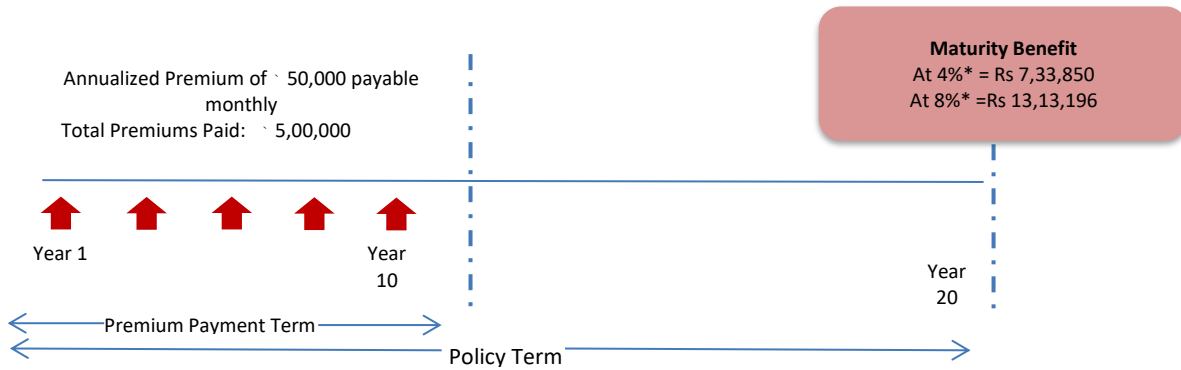 Annualized Premium of ` 50,000 payable
monthly
Total Premiums Paid: ` 5,00,000
Maturity Benefit
At 4%* = Rs 7,33,850
At 8%* =Rs 13,13,196
Year 1
Year
10
Year
20
Premium Payment Term
Policy Term